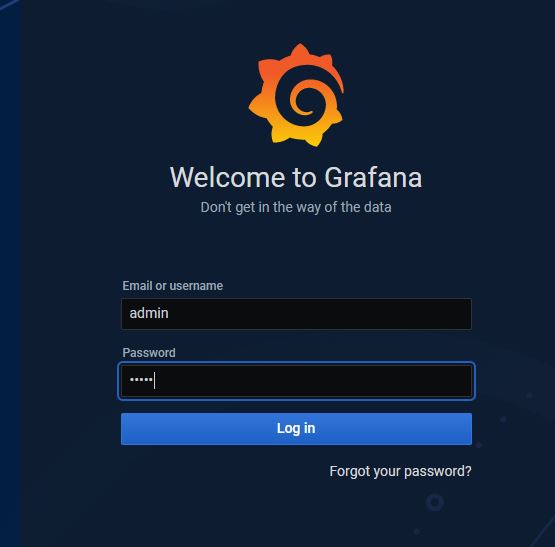 Welcome to Grafana
Don't get in the way of the data
Email or username
admin
Password
•••••
Log in
Forgot your password?